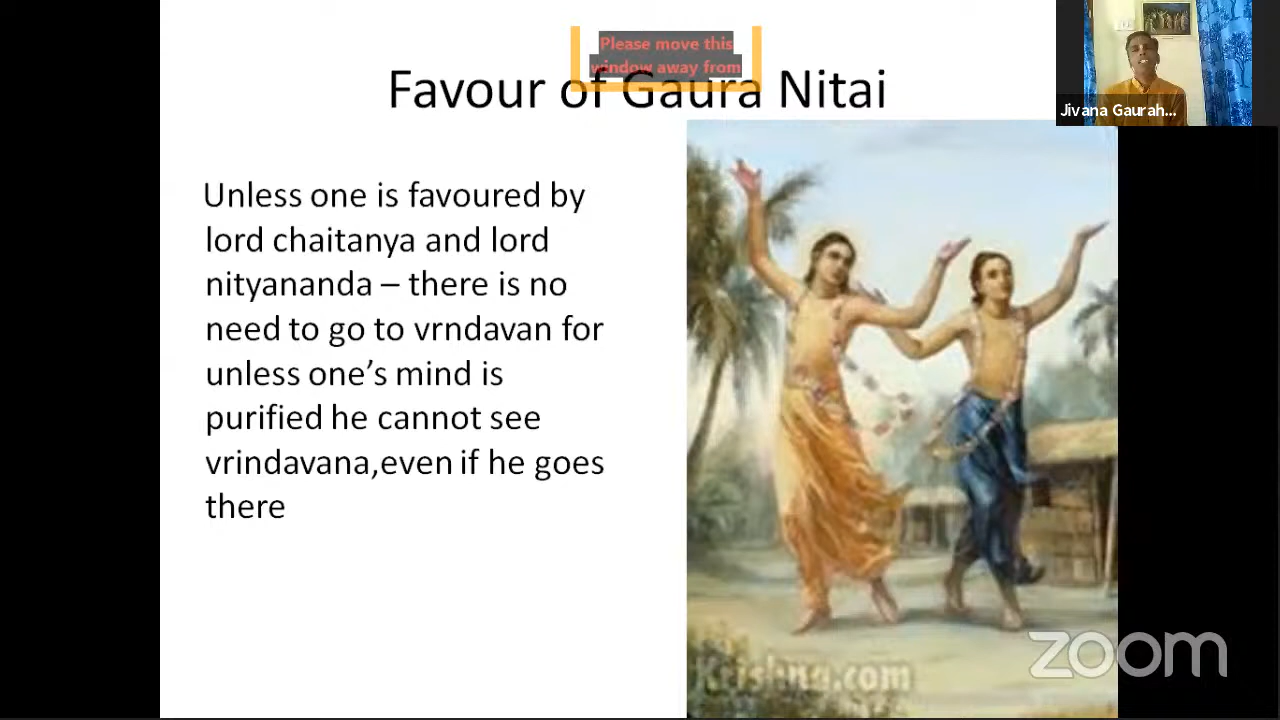 Please move this
window away from
Favour of Gaura Nitai
Jivana Gaurah...
Unless one is favoured by
lord chaitanya and lord
nityananda – there is no
need to go to vrndavan for
unless one’s mind is
purified he cannot see
vrindavana,even if he goes
there
Krishna.com
zoom